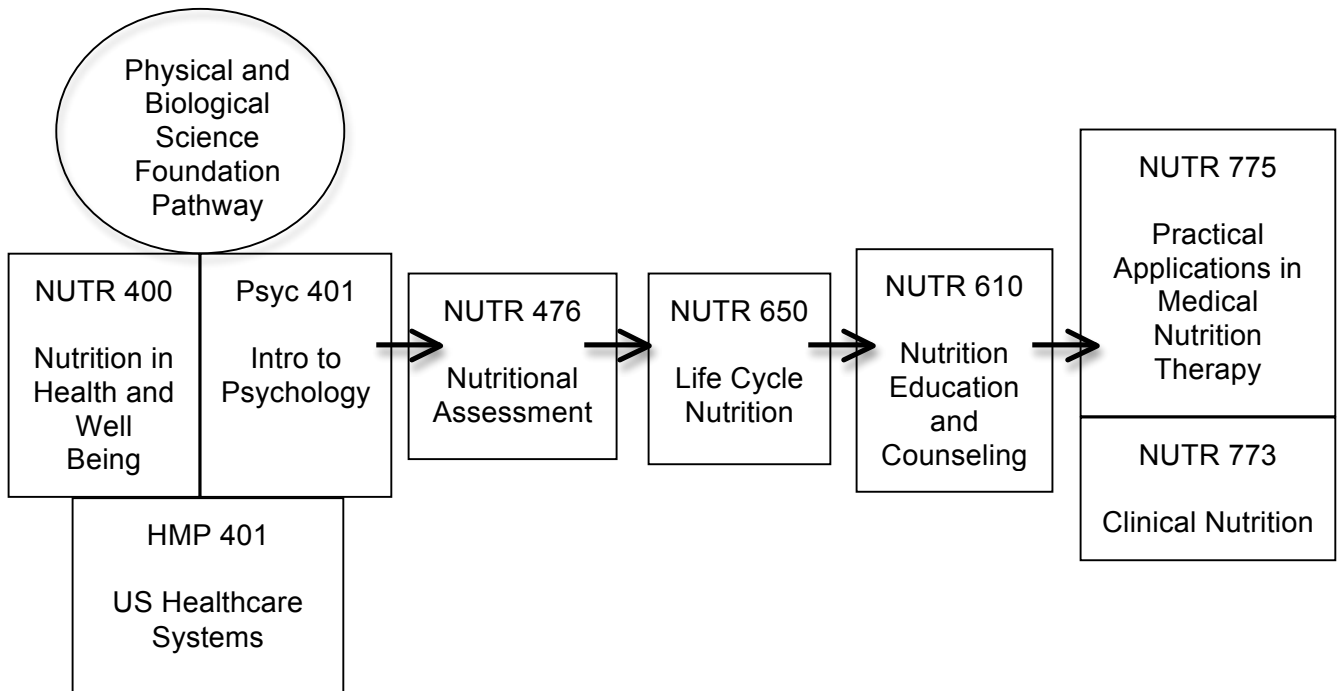 Physical and
Biological
Science
Foundation
Pathway
NUTR 400
Nutrition in
Health and
Well
Being
Psyc 401
Intro to
Psychology
HMP 401
US Healthcare
Systems
NUTR 476
Nutritional
Assessment
NUTR 650
Life Cycle
Nutrition
NUTR 610
Nutrition
Education
and
Counseling
NUTR 775
Practical
Applications in
Medical
Nutrition
Therapy
NUTR 773
Clinical Nutrition